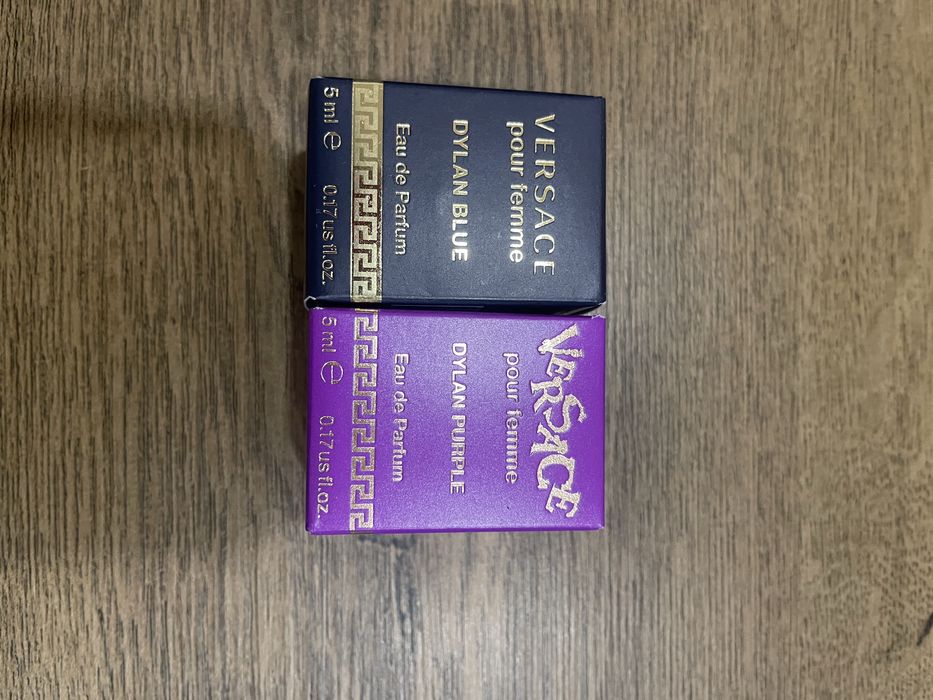 VERSACE
pour femme
DYLAN BLUE
Eau de Parfum
5 ml ℮ 0.17 us fl.oz.
VERSACE
pour femme
DYLAN PURPLE
Eau de Parfum
5 ml ℮ 0.17 us fl.oz.